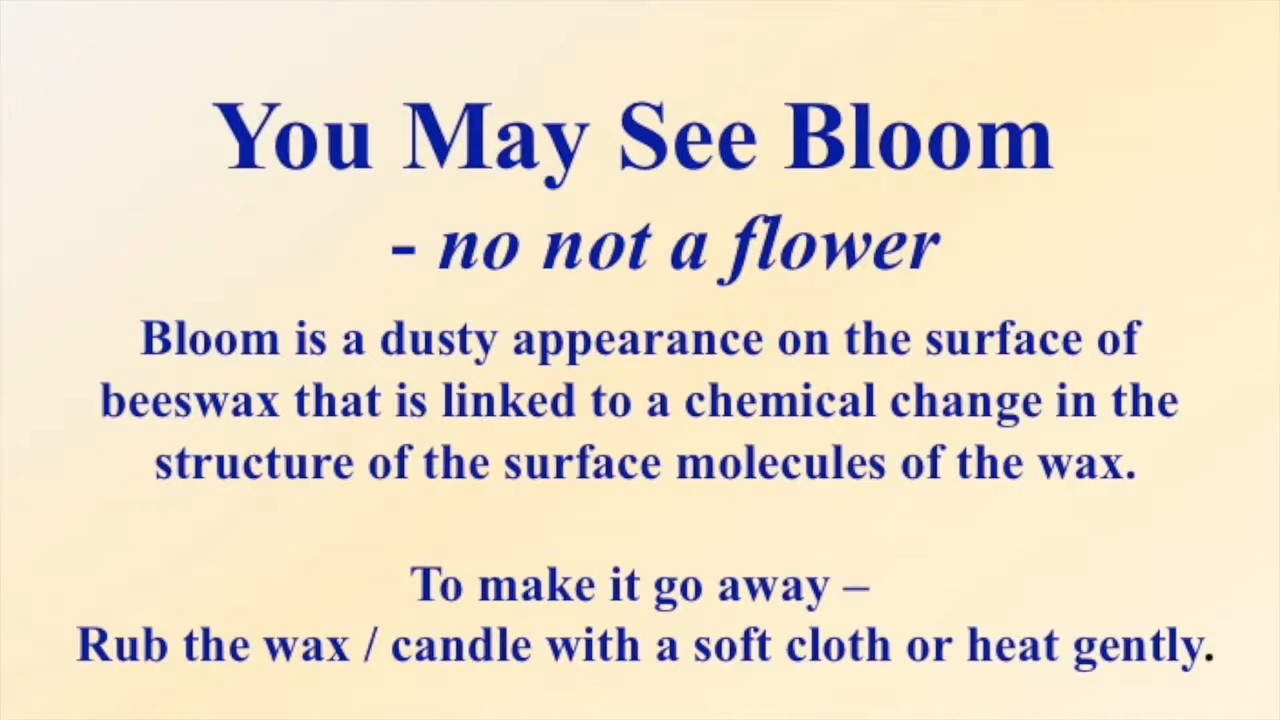 You May See Bloom
- no not a flower
Bloom is a dusty appearance on the surface of
beeswax that is linked to a chemical change in the
structure of the surface molecules of the wax.
To make it go away –
Rub the wax / candle with a soft cloth or heat gently.